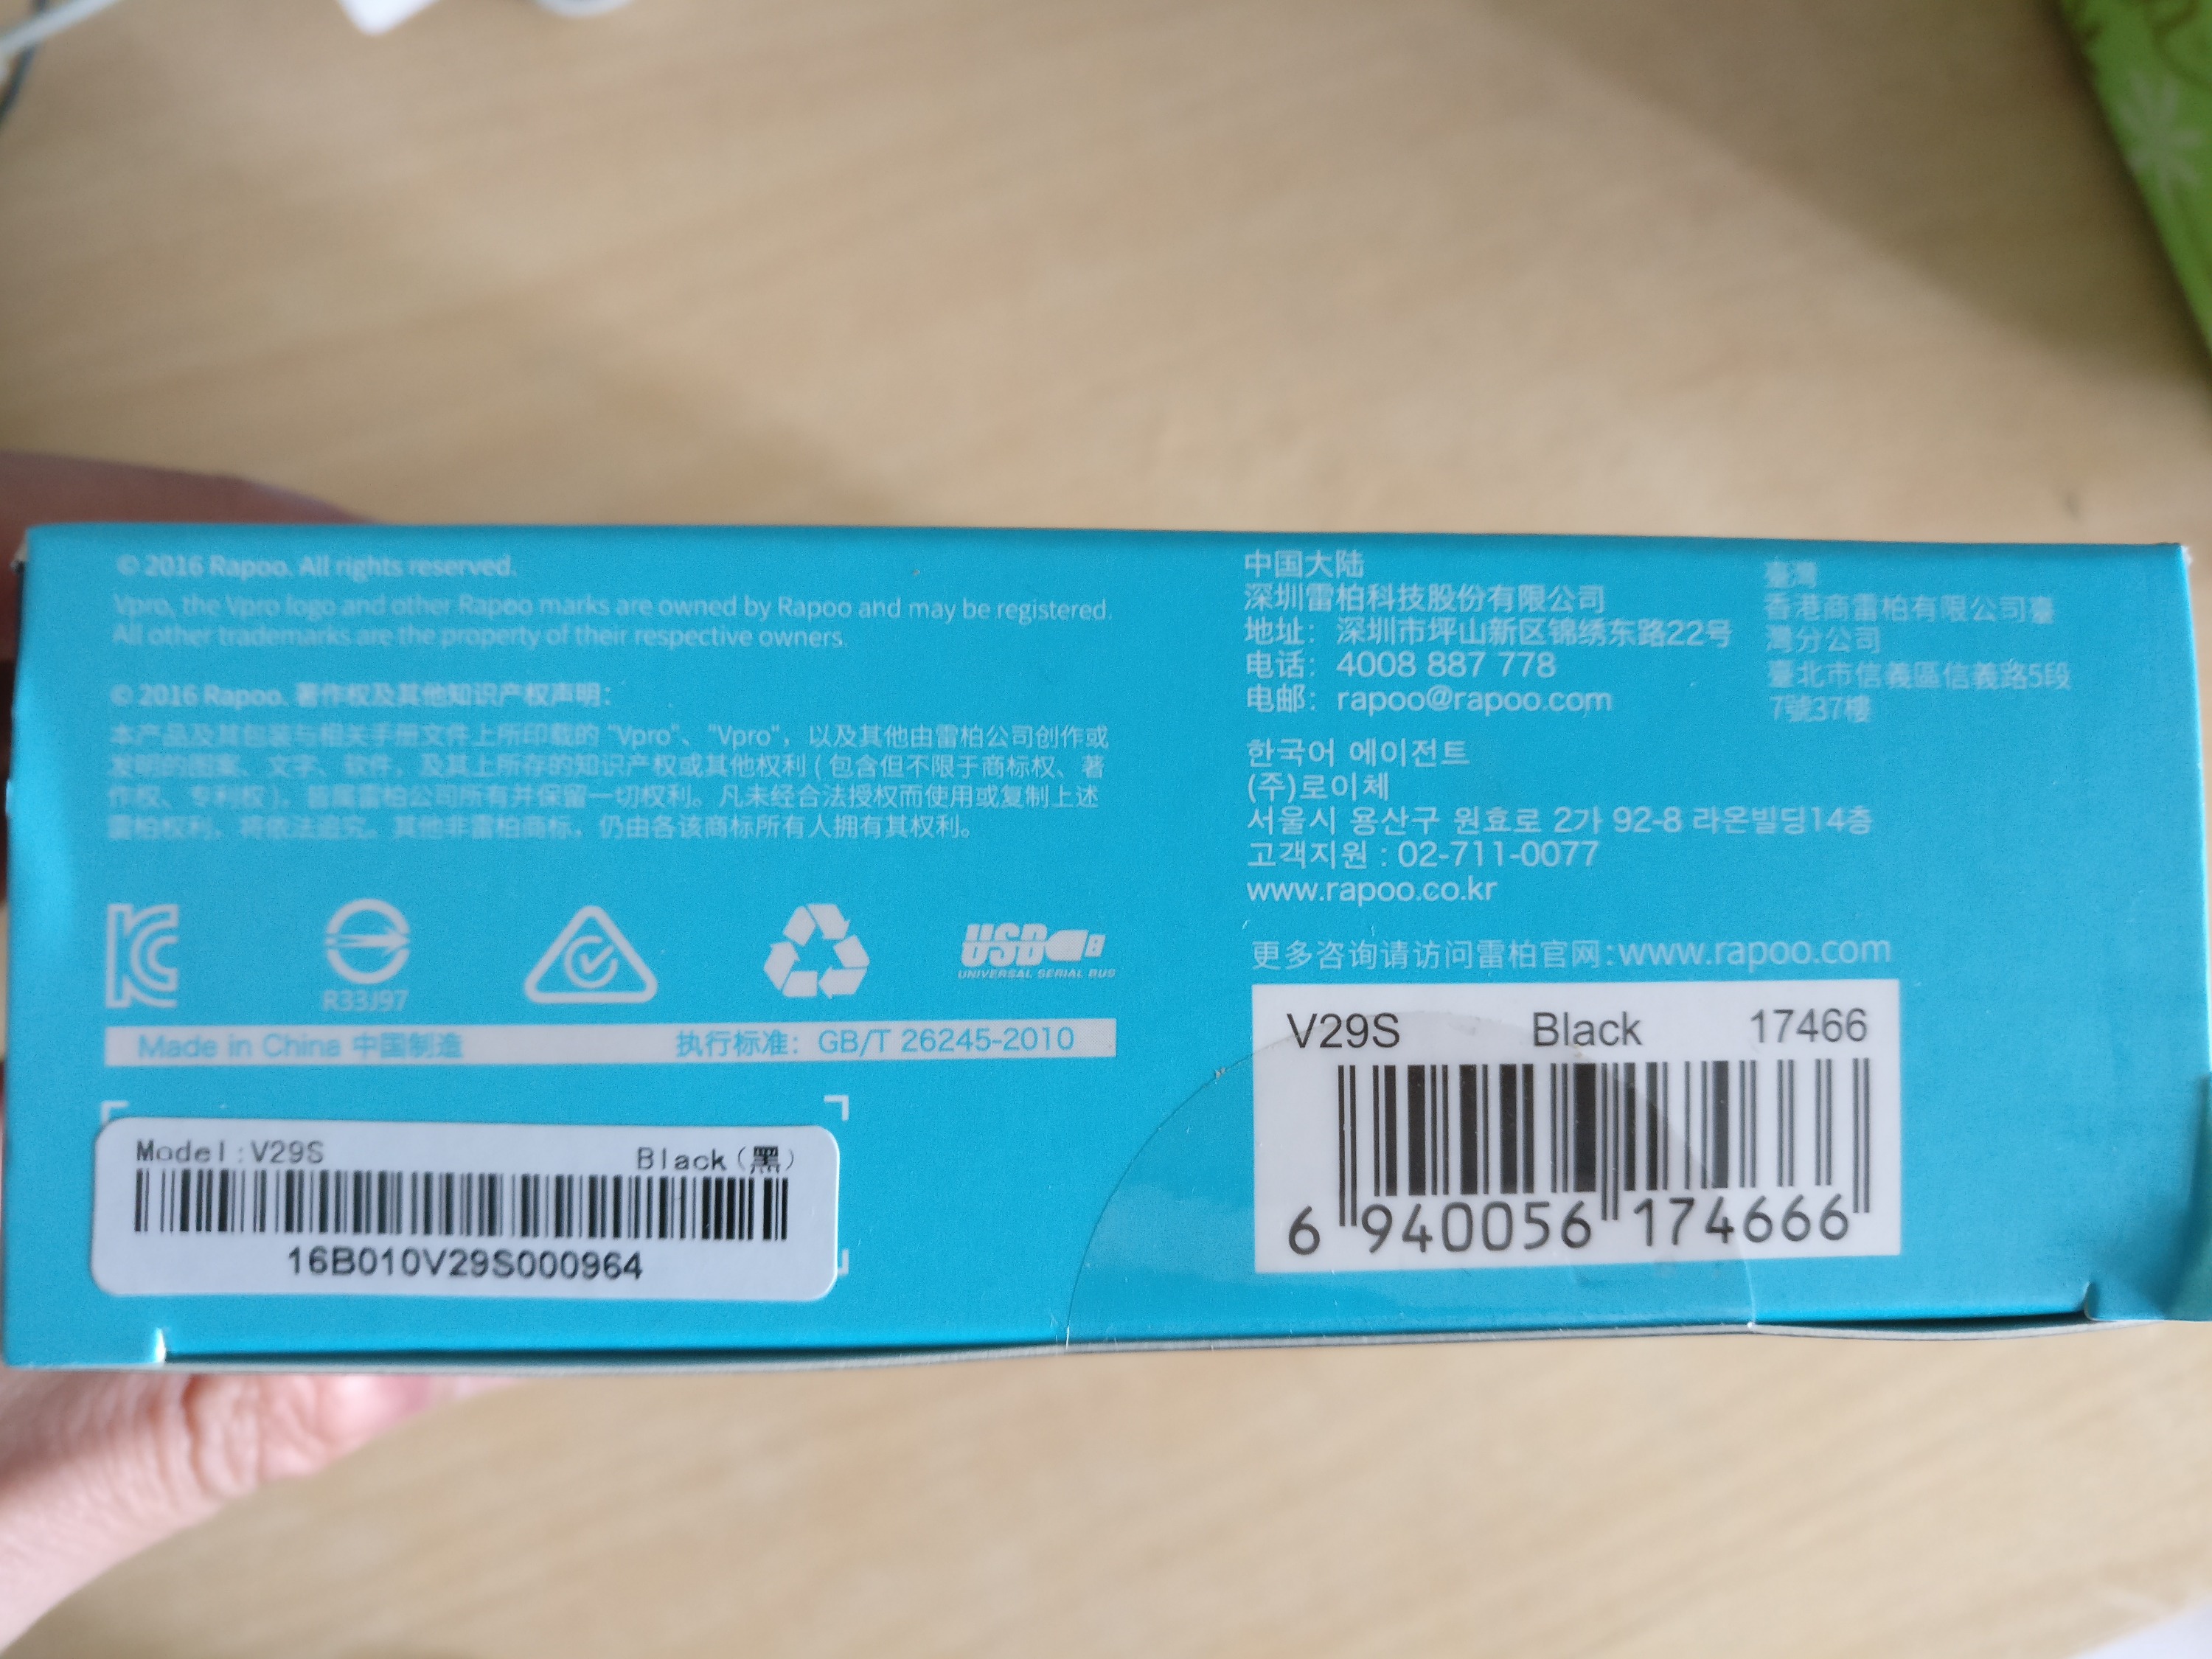 © 2016 Rapoo. All rights reserved.
Vpro, the Vpro logo and other Rapoo marks are owned by Rapoo and may be registered.
All other trademarks are the property of their respective owners.
© 2016 Rapoo. 著作权及其他知识产权声明：
本产品及其包装与相关手册文件上所印载的 "Vpro"、"Vpro"，以及其他由雷柏公司创作或
发明的图案、文字、软件，及其上所存的知识产权或其他权利 ( 包含但不限于商标权、著
作权、专利权 )，皆属雷柏公司所有并保留一切权利。凡未经合法授权而使用或复制上述
雷柏权利，将依法追究。其他非雷柏商标，仍由各该商标所有人拥有其权利。
R33J97
USB
UNIVERSAL SERIAL BUS
Made in China 中国制造
执行标准：GB/T 26245-2010
Model:V29S
Black(黑)
16B010V29S000964
中国大陆
深圳雷柏科技股份有限公司
地址：深圳市坪山新区锦绣东路22号
电话：4008 887 778
电邮：rapoo@rapoo.com
臺灣
香港商雷柏有限公司臺
灣分公司
臺北市信義區信義路5段
7號37樓
한국어 에이전트
(주)로이체
서울시 용산구 원효로 2가 92-8 라온빌딩14층
고객지원 : 02-711-0077
www.rapoo.co.kr
更多咨询请访问雷柏官网:www.rapoo.com
V29S Black 17466
6 940056 174666